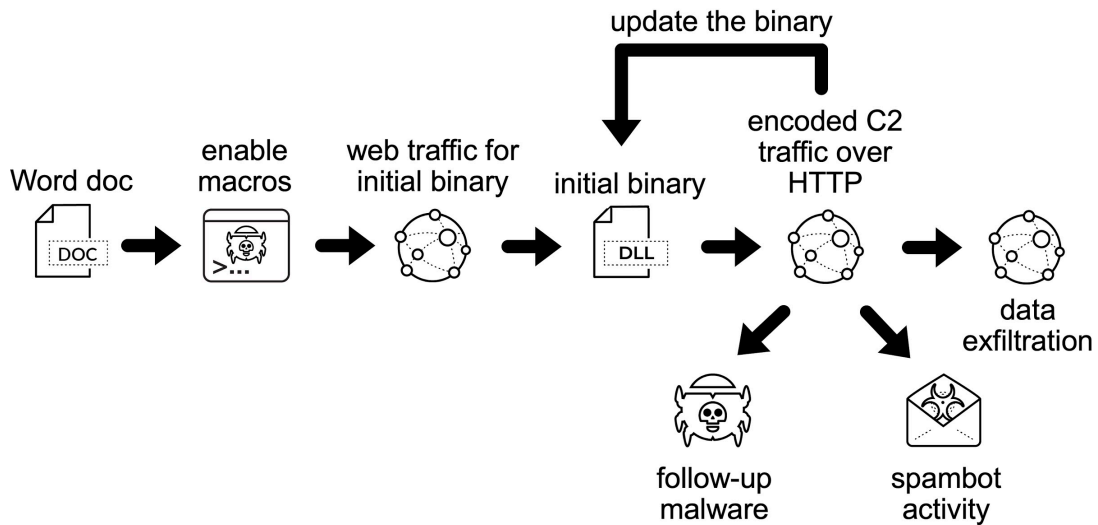 update the binary
Word doc
enable
macros
web traffic for
initial binary
initial binary
encoded C2
traffic over
HTTP
DOC
>...
DLL
data
exfiltration
follow-up
malware
spambot
activity